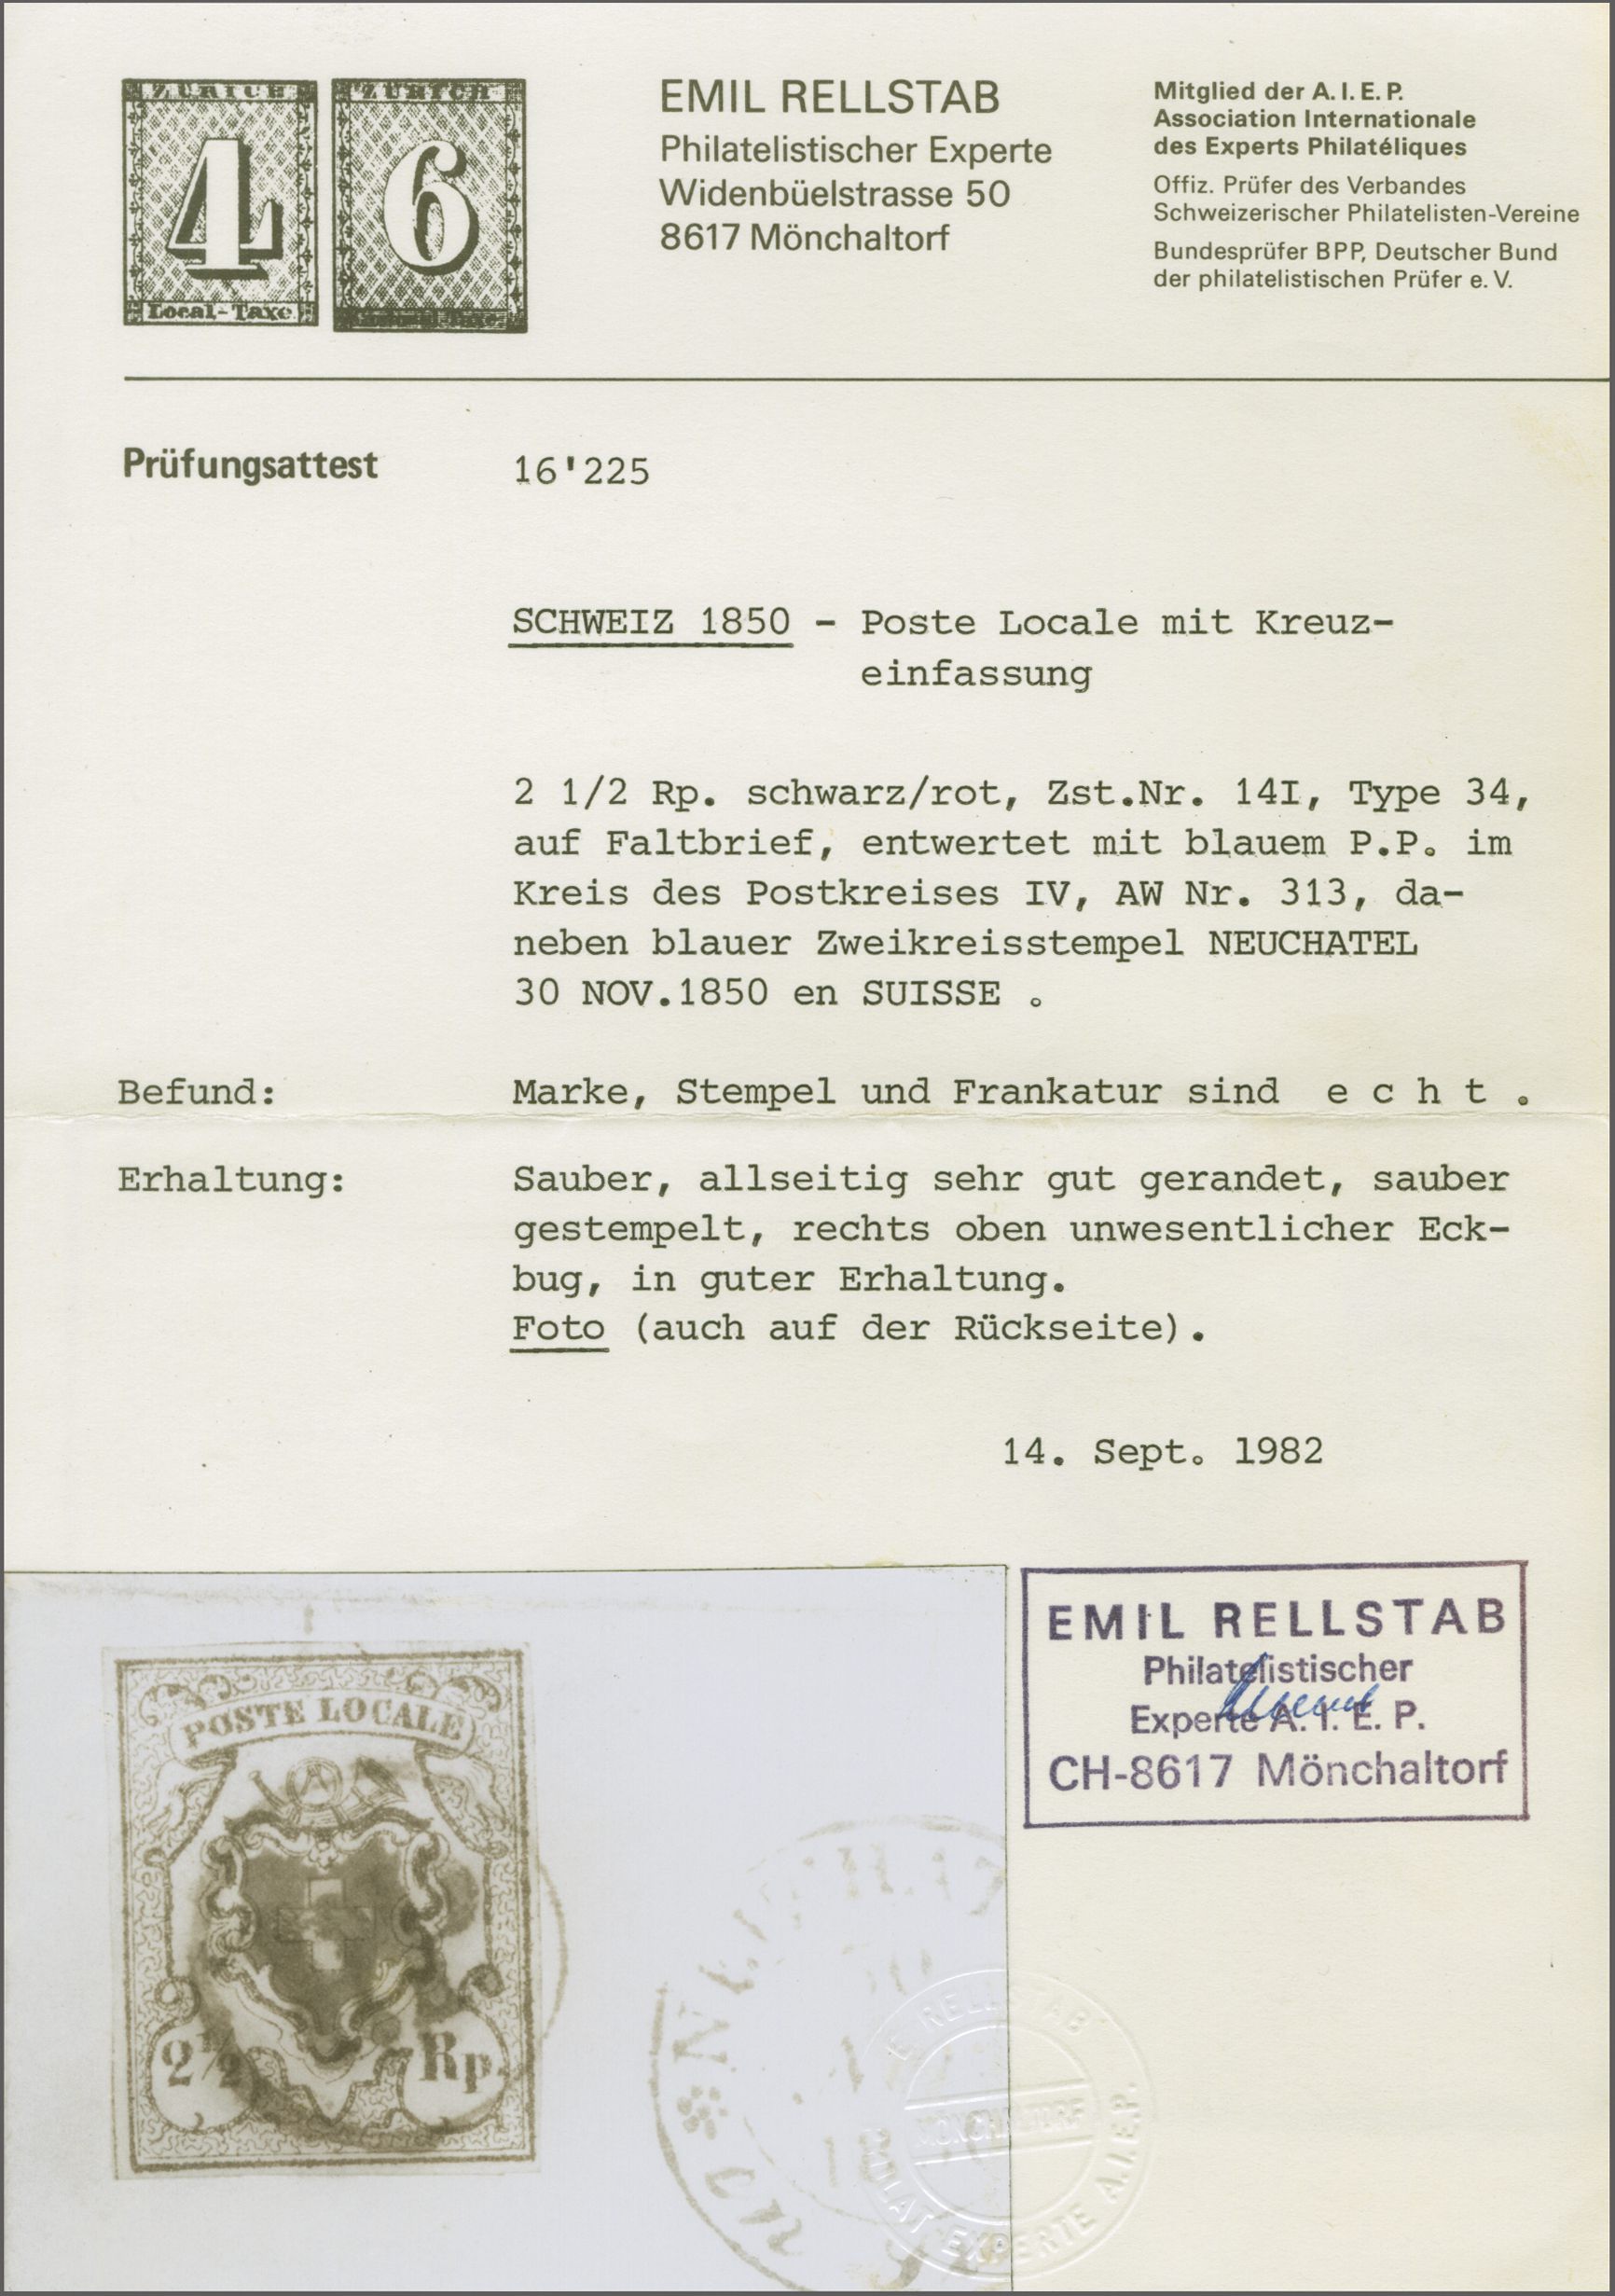 ZÜRICH
4
Local-Taxe.
ZÜRICH
6
EMIL RELLSTAB
Philatelistischer Experte
Widenbüelstrasse 50
8617 Mönchaltorf
Mitglied der A. I. E. P.
Association Internationale
des Experts Philatéliques
Offiz. Prüfer des Verbandes
Schweizerischer Philatelisten-Vereine
Bundesprüfer BPP, Deutscher Bund
der philatelistischen Prüfer e. V.
Prüfungsattest 16'225
SCHWEIZ 1850 - Poste Locale mit Kreuz-
einfassung
2 1/2 Rp. schwarz/rot, Zst.Nr. 14I, Type 34,
auf Faltbrief, entwertet mit blauem P.P. im
Kreis des Postkreises IV, AW Nr. 313, da-
neben blauer Zweikreisstempel NEUCHATEL
30 NOV.1850 en SUISSE .
Befund: Marke, Stempel und Frankatur sind e c h t .
Erhaltung: Sauber, allseitig sehr gut gerandet, sauber
gestempelt, rechts oben unwesentlicher Eck-
bug, in guter Erhaltung.
Foto (auch auf der Rückseite).
14. Sept. 1982
EMIL RELLSTAB
Philatelistischer
Experte A. I. E. P.
CH-8617 Mönchaltorf
POSTE LOCALE
2½ Rp.
E. RELLSTAB
MÖNCHALTORF
PHILAT. EXPERTE A.I.E.P.